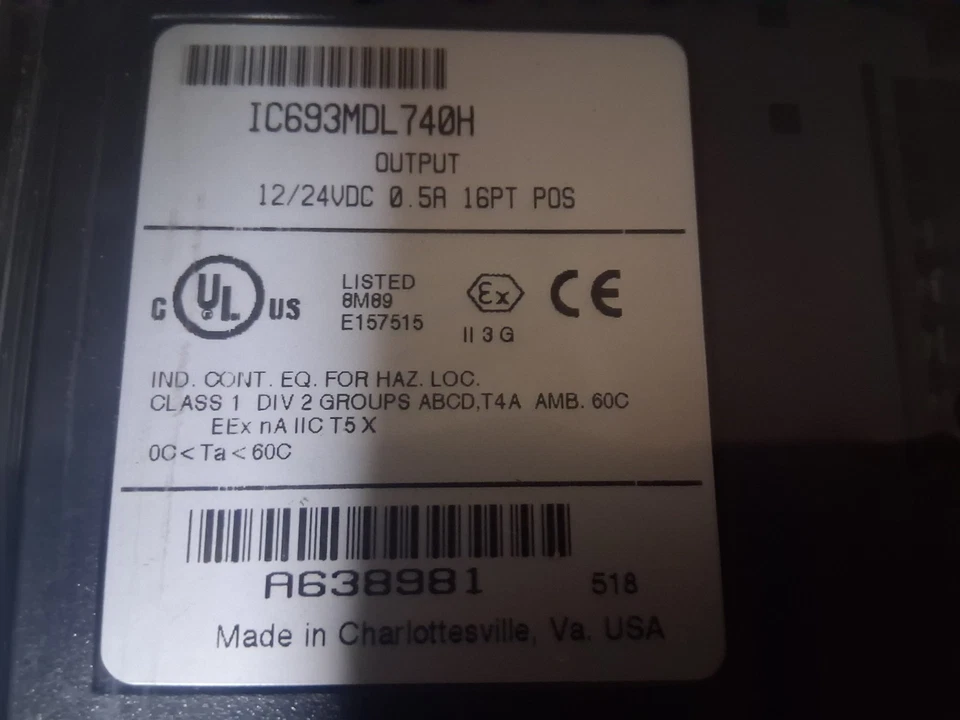 IC693MDL740H
OUTPUT
12/24VDC 0.5A 16PT POS
C UL US LISTED 8M89 E157515 Ex II 3 G CE
IND. CONT. EQ. FOR HAZ. LOC.
CLASS 1 DIV 2 GROUPS ABCD,T4A AMB. 60C
EEx nA IIC T5 X
0C<Ta<60C
A638981 518
Made in Charlottesville, Va. USA